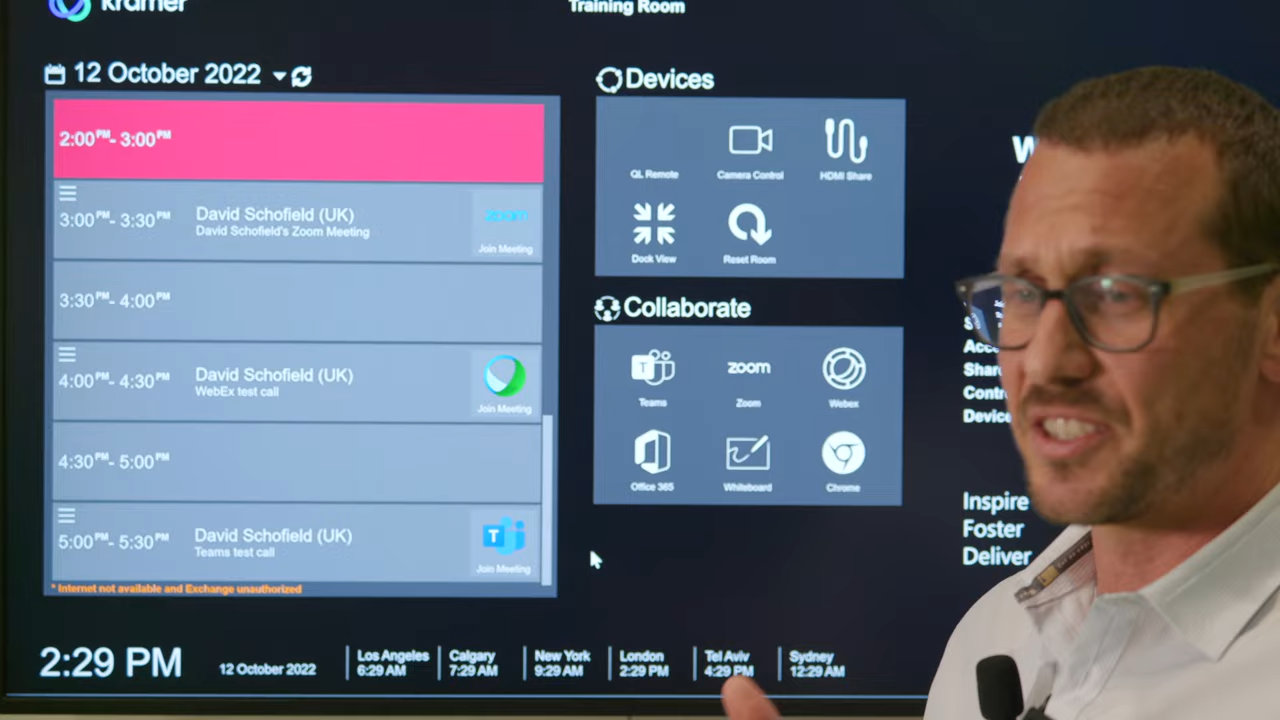 kramer
Training Room
12 October 2022
2:00PM- 3:00PM
3:00PM- 3:30PM
David Schofield (UK)
David Schofield's Zoom Meeting
zoom
Join Meeting
3:30PM- 4:00PM
4:00PM- 4:30PM
David Schofield (UK)
WebEx test call
Join Meeting
4:30PM- 5:00PM
5:00PM- 5:30PM
David Schofield (UK)
Teams test call
T
Join Meeting
* Internet not available and Exchange unauthorized
Devices
QL Remote
Camera Control
HDMI Share
Dock View
Reset Room
Collaborate
T
Teams
zoom
Zoom
Webex
Office 365
Whiteboard
Chrome
W
Shar
Contr
Device
Inspire
Foster
Deliver
2:29 PM
12 October 2022
Los Angeles
6:29 AM
Calgary
7:29 AM
New York
9:29 AM
London
2:29 PM
Tel Aviv
4:29 PM
Sydney
12:29 AM